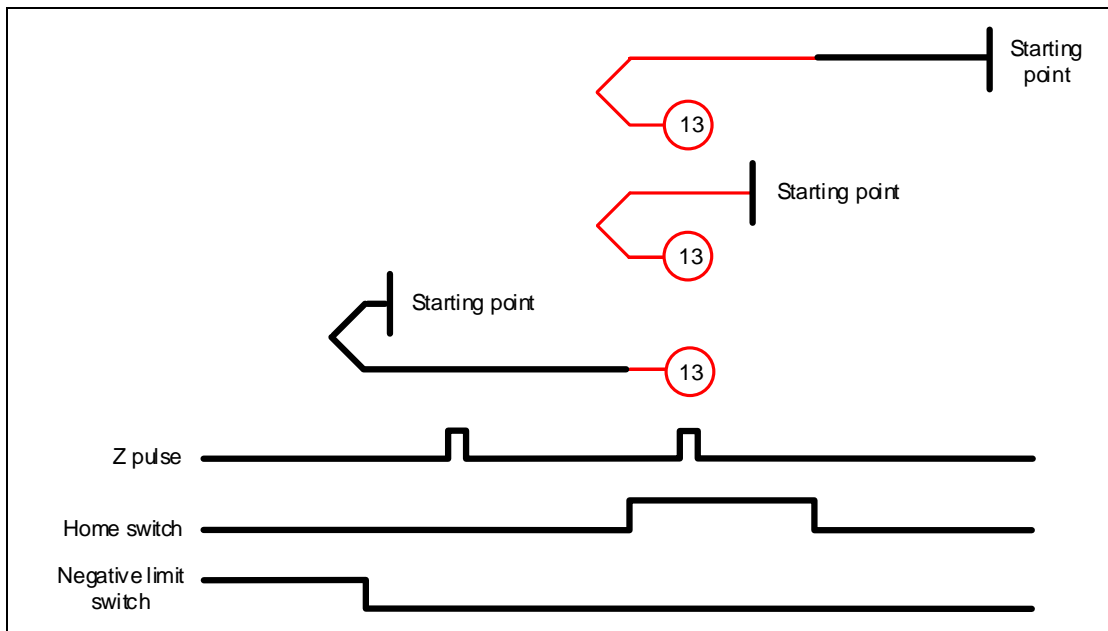 Starting
point
13
Starting point
13
Starting point
13
Z pulse
Home switch
Negative limit
switch